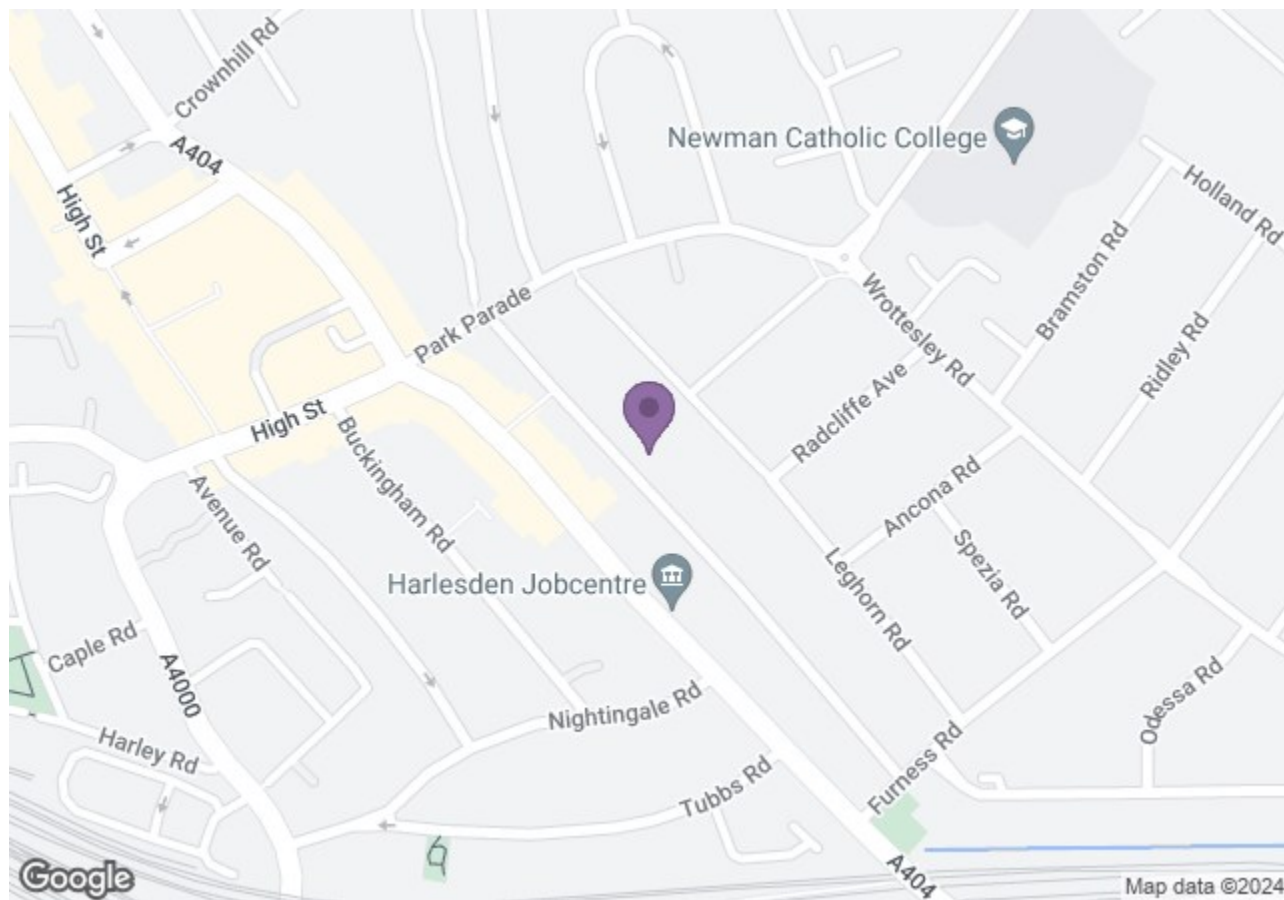 Crownhill Rd
A404
Newman Catholic College
High St
Holland Rd
Bramston Rd
Park Parade
Wrottesley Rd
Ridley Rd
High St
Radcliffe Ave
Buckingham Rd
Ancona Rd
Avenue Rd
Spezia Rd
Harlesden Jobcentre
Leghorn Rd
Caple Rd
A4000
Odessa Rd
Nightingale Rd
Harley Rd
Furness Rd
Tubbs Rd
A404
Google
Map data ©2024